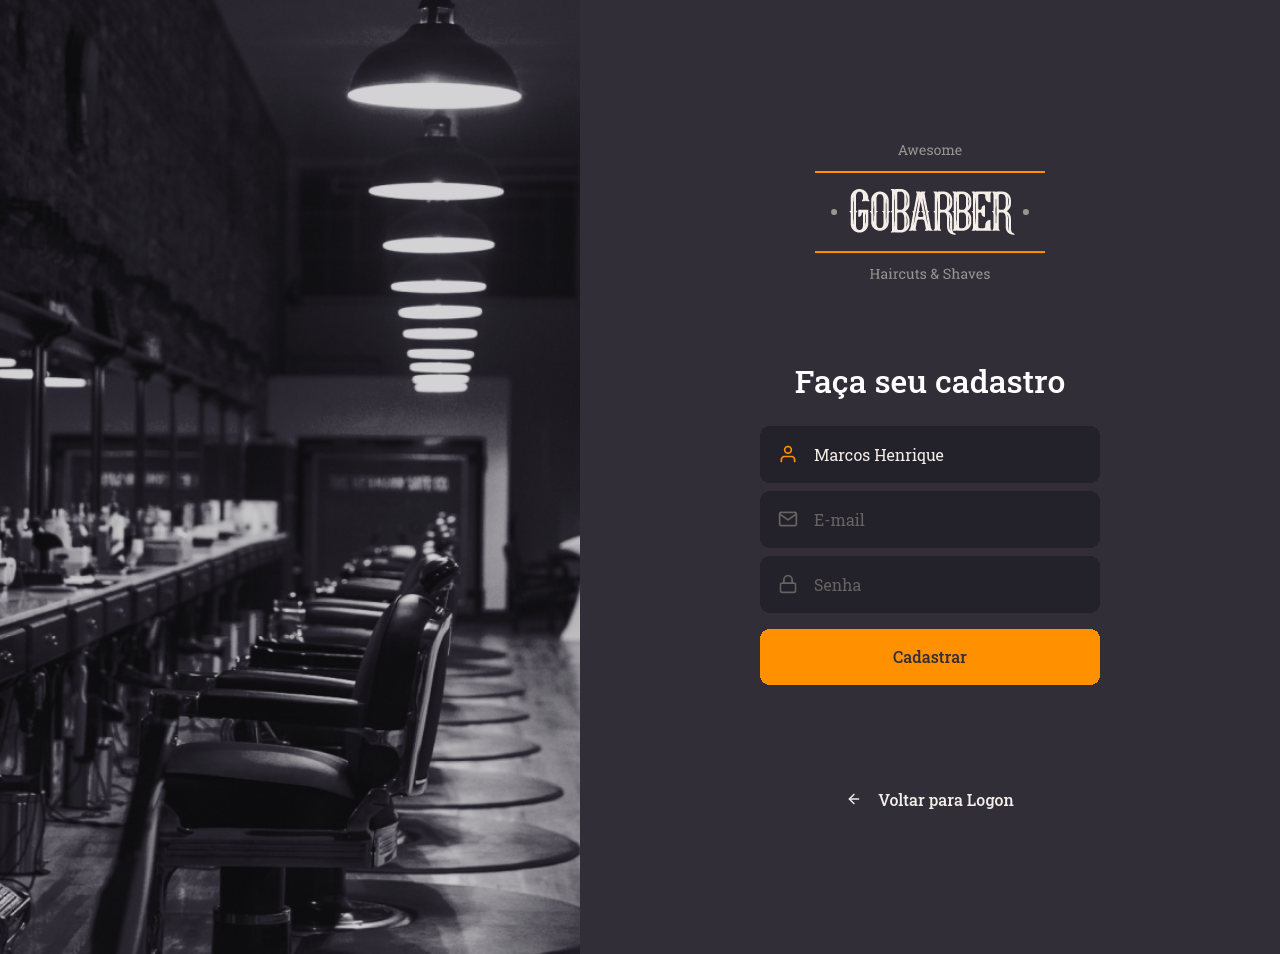 Awesome
GOBARBER
Haircuts & Shaves
Faça seu cadastro
Marcos Henrique
E-mail
Senha
Cadastrar
Voltar para Logon